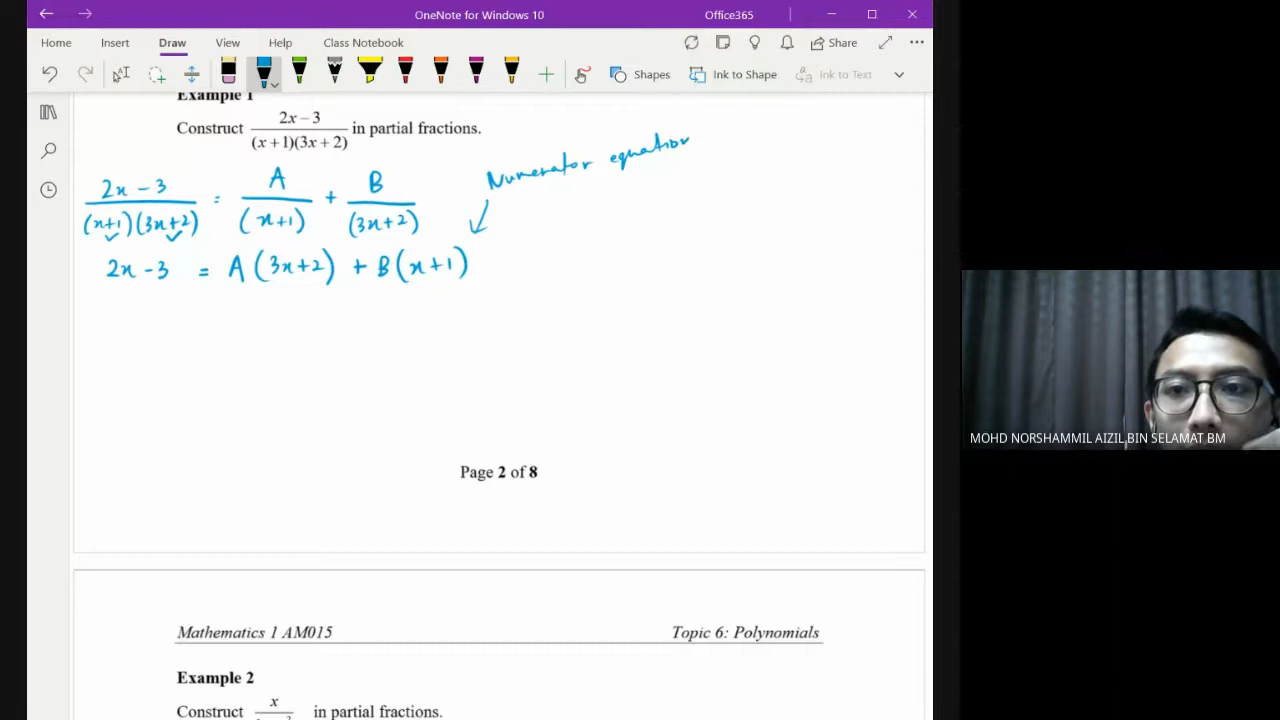 OneNote for Windows 10
Office365
Home Insert Draw View Help Class Notebook
Share
Shapes
Ink to Shape
Ink to Text
Example 1
Construct (2x − 3)/((x + 1)(3x + 2)) in partial fractions.
Numerator equation
(2x − 3)/((x+1)(3x+2)) = A/(x+1) + B/(3x+2)
2x − 3 = A(3x+2) + B(x+1)
MOHD NORSHAMMIL AIZIL BIN SELAMAT BM
Page 2 of 8
Mathematics 1 AM015
Topic 6: Polynomials
Example 2
Construct x in partial fractions.